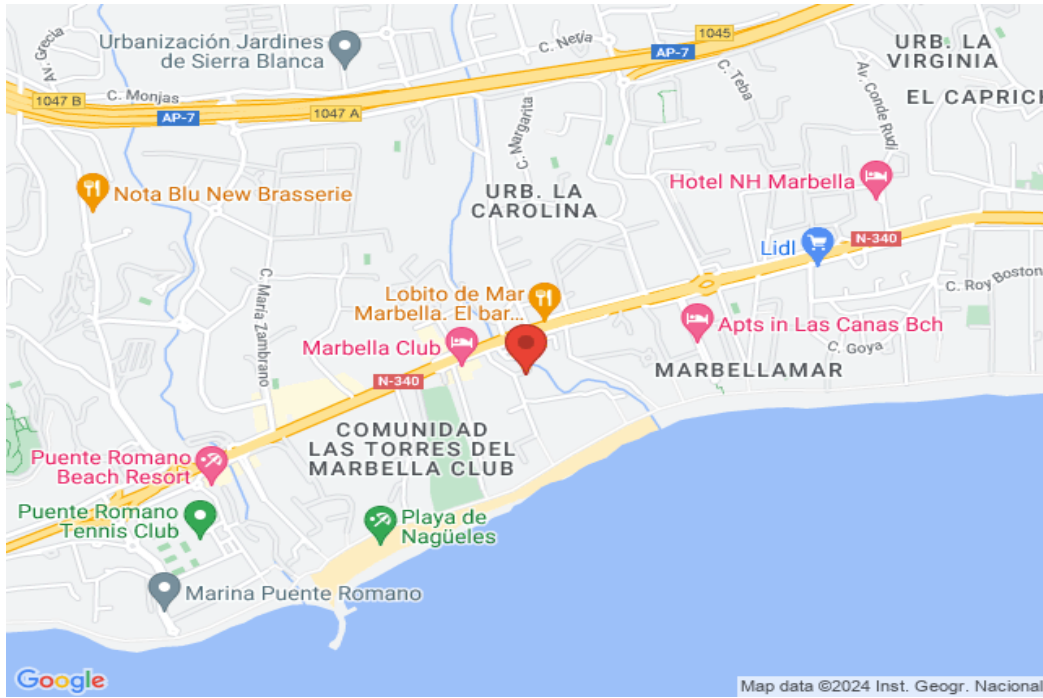 Urbanización Jardines
de Sierra Blanca
Av. Grecia
C. Nerja
1045
AP-7
URB. LA
VIRGINIA
C. Teba
Av. Conde Rudi
EL CAPRICH
1047 B
C. Monjas
AP-7
1047 A
C. Margarita
Nota Blu New Brasserie
URB. LA
CAROLINA
Hotel NH Marbella
N-340
Lidl
C. María Zambrano
C. Roy Boston
Lobito de Mar
Marbella. El bar...
Apts in Las Canas Bch
Marbella Club
C. Goya
N-340
MARBELLAMAR
COMUNIDAD
LAS TORRES DEL
MARBELLA CLUB
Puente Romano
Beach Resort
Puente Romano
Tennis Club
Playa de
Nagüeles
Marina Puente Romano
Google
Map data ©2024 Inst. Geogr. Nacional